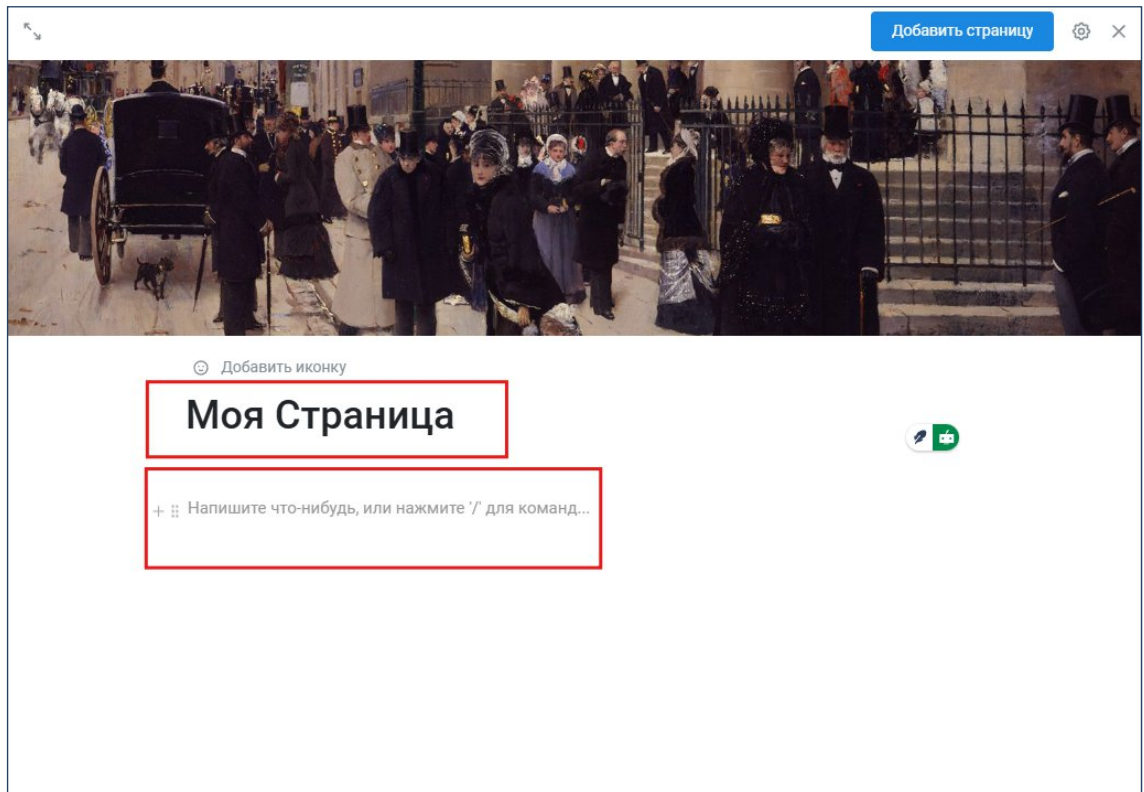 Добавить страницу
Добавить иконку
Моя Страница
Напишите что-нибудь, или нажмите '/' для команд...